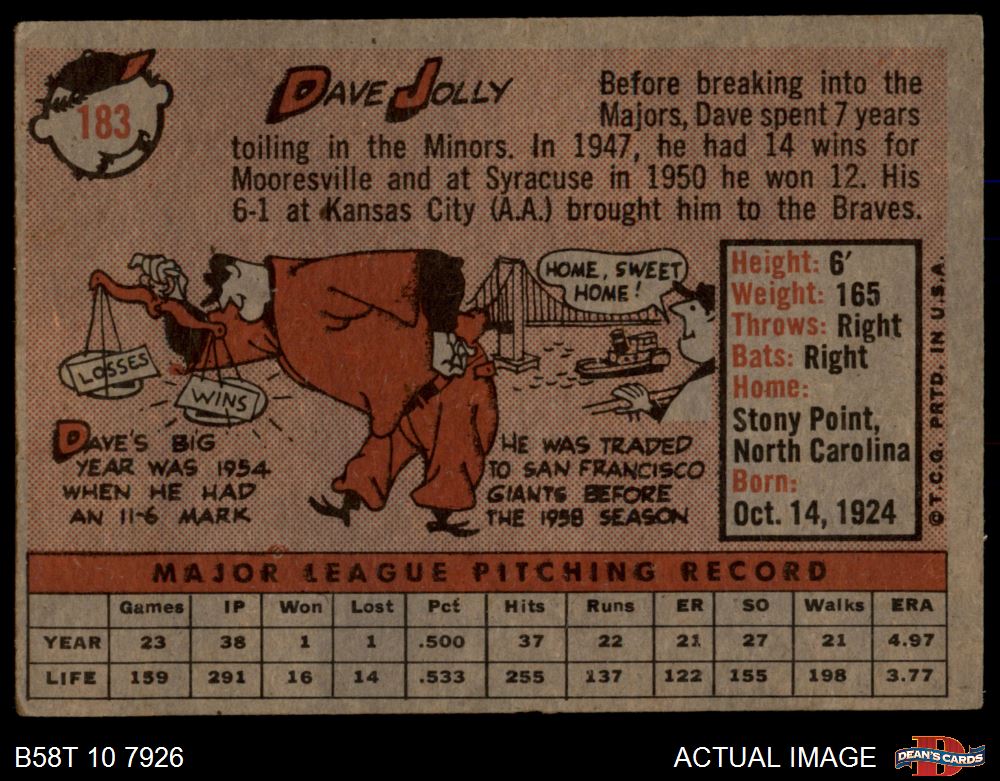 183
DAVE JOLLY
Before breaking into the
Majors, Dave spent 7 years
toiling in the Minors. In 1947, he had 14 wins for
Mooresville and at Syracuse in 1950 he won 12. His
6-1 at Kansas City (A.A.) brought him to the Braves.
LOSSES
WINS
HOME, SWEET
HOME!
DAVE'S BIG
YEAR WAS 1954
WHEN HE HAD
AN 11-6 MARK
HE WAS TRADED
TO SAN FRANCISCO
GIANTS BEFORE
THE 1958 SEASON
Height: 6′
Weight: 165
Throws: Right
Bats: Right
Home:
Stony Point,
North Carolina
Born:
Oct. 14, 1924
© T.C.G. PRTD. IN U.S.A.
MAJOR LEAGUE PITCHING RECORD
Games IP Won Lost Pct Hits Runs ER SO Walks ERA
YEAR 23 38 1 1 .500 37 22 21 27 21 4.97
LIFE 159 291 16 14 .533 255 137 122 155 198 3.77
B58T 10 7926
ACTUAL IMAGE
D
DEAN'S CARDS